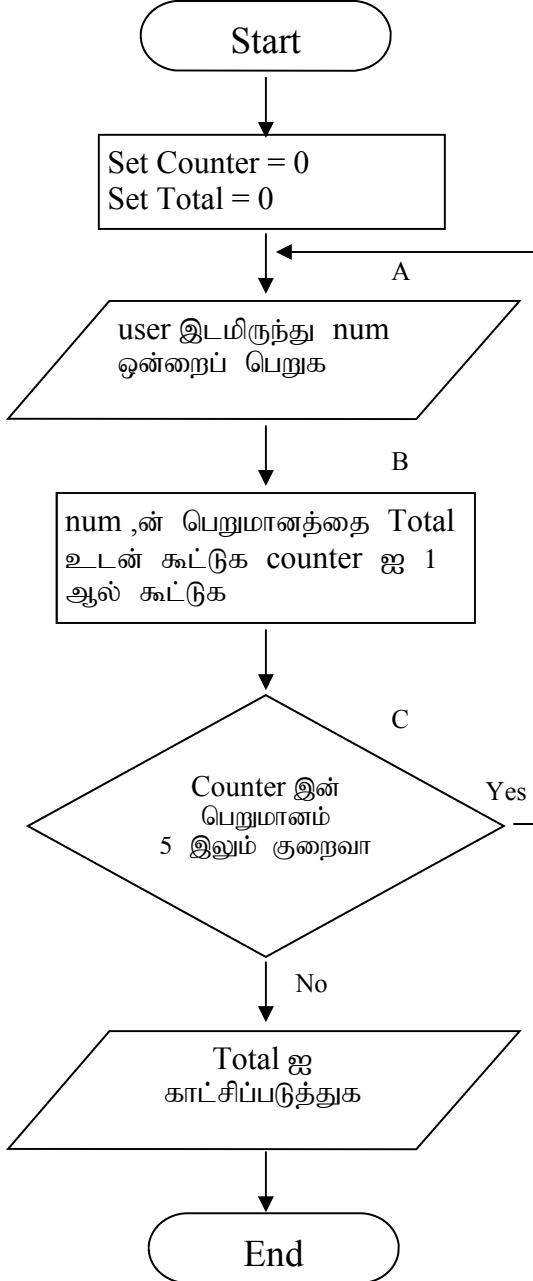 Start
Set Counter = 0
Set Total = 0
A
user இடமிருந்து num
ஒன்றைப் பெறுக
B
num ,ன் பெறுமானத்தை Total
உடன் கூட்டுக counter ஐ 1
ஆல் கூட்டுக
C
Counter இன்
பெறுமானம்
5 இலும் குறைவா
Yes
No
Total ஐ
காட்சிப்படுத்துக
End